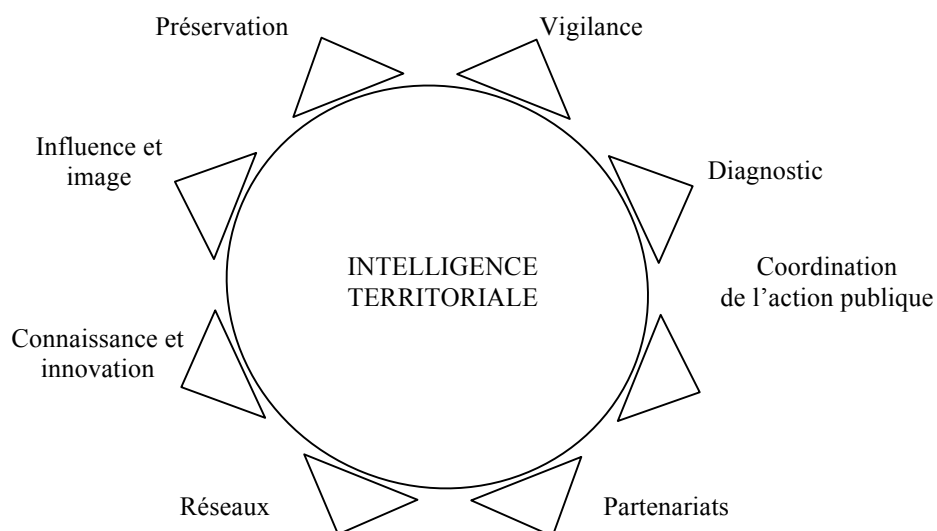 Préservation
Vigilance
Influence et
image
Diagnostic
INTELLIGENCE
TERRITORIALE
Coordination
de l’action publique
Connaissance et
innovation
Réseaux
Partenariats